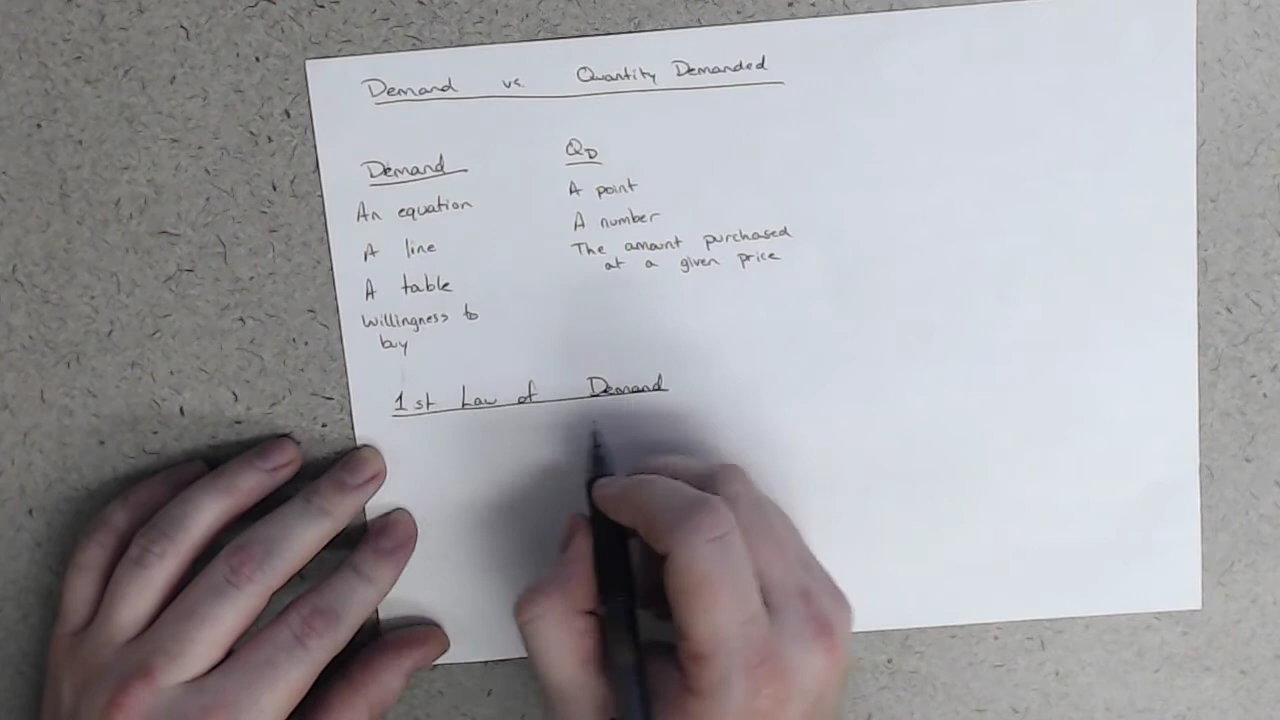 Demand vs. Quantity Demanded
Demand
An equation
A line
A table
Willingness to
buy
QD
A point
A number
The amount purchased
at a given price
1st Law of Demand